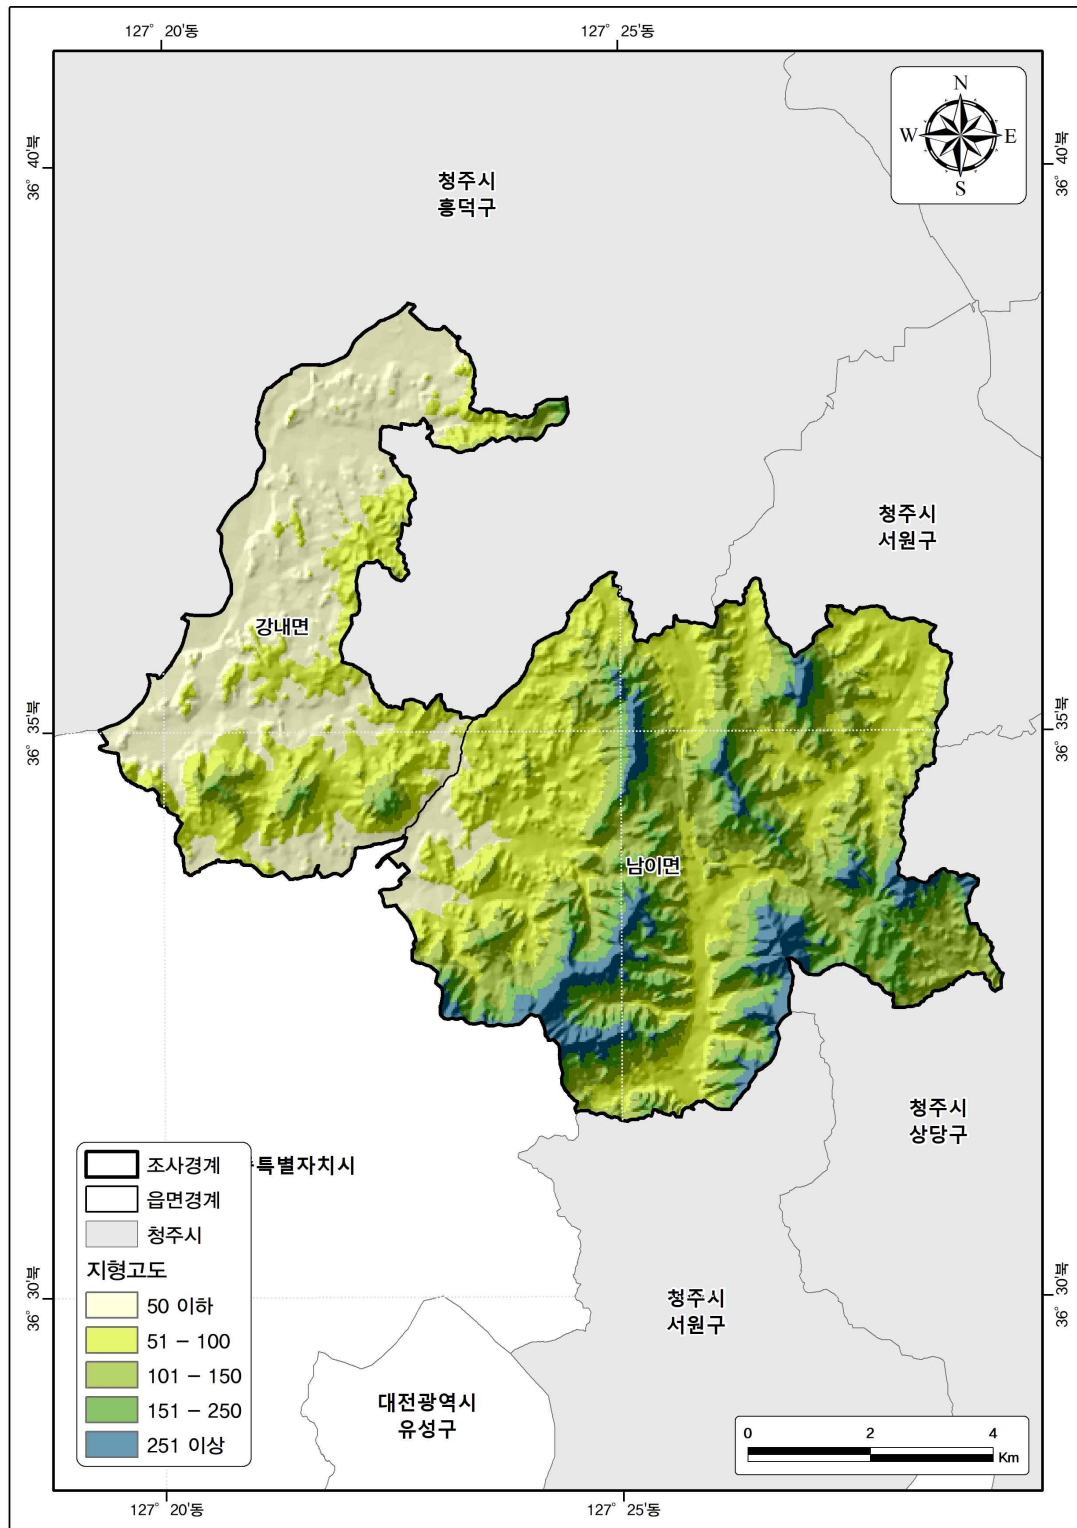 127° 20'동
127° 25'동
36° 40'북
36° 40'북
N
W
E
S
청주시
흥덕구
청주시
서원구
강내면
36° 35'북
36° 35'북
남이면
청주시
상당구
특별자치시
조사경계
읍면경계
청주시
지형고도
50 이하
51 - 100
101 - 150
151 - 250
251 이상
36° 30'북
36° 30'북
청주시
서원구
대전광역시
유성구
0 2 4
Km
127° 20'동
127° 25'동